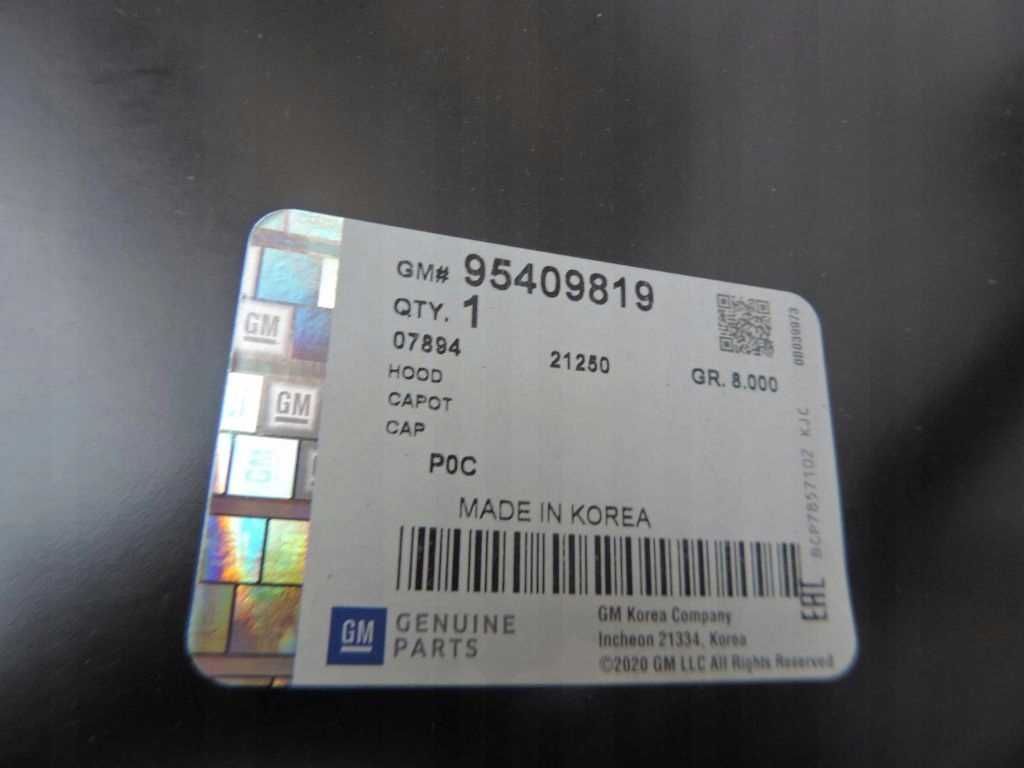 GM# 95409819
QTY. 1
07894 21250 GR. 8.000
HOOD
CAPOT
CAP
P0C
MADE IN KOREA
GM GENUINE PARTS
GM Korea Company
Incheon 21334, Korea
©2020 GM LLC All Rights Reserved
0B039973
BCP7857102 KJC
EAC
GM
GM
GM